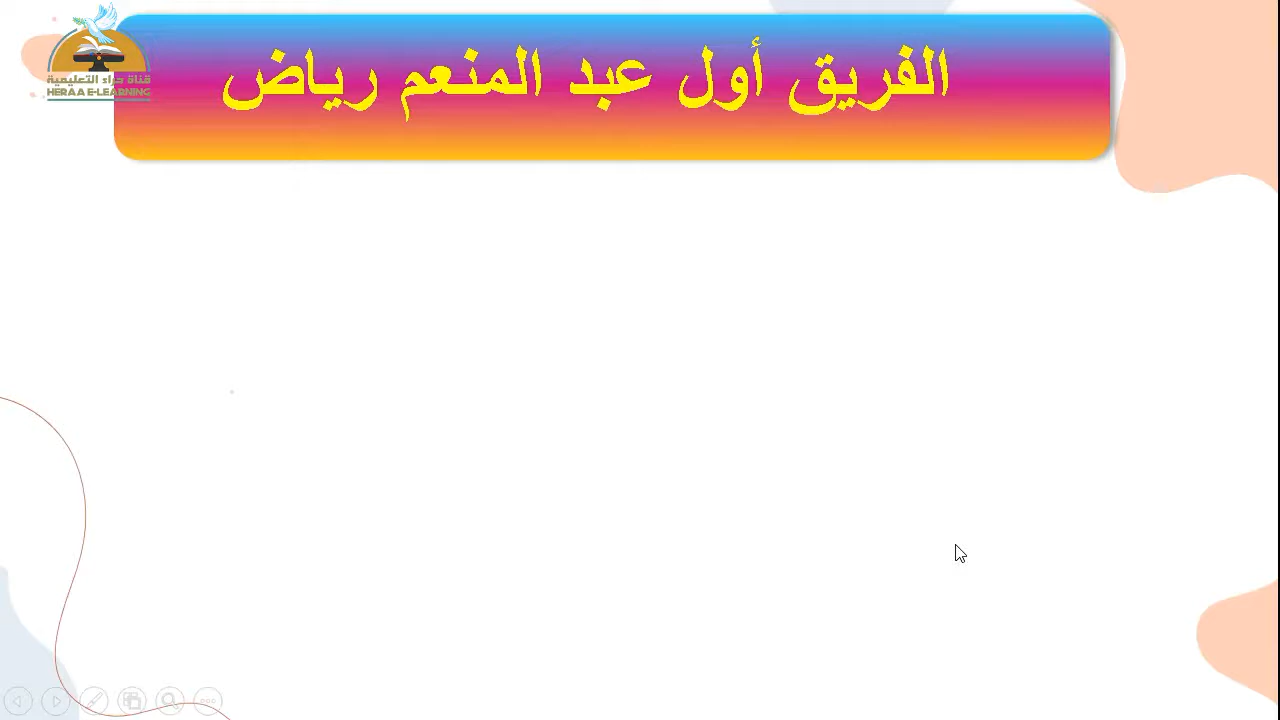 الفريق أول عبد المنعم رياض
قناة حراء التعليمية
HERAA E-LEARNING